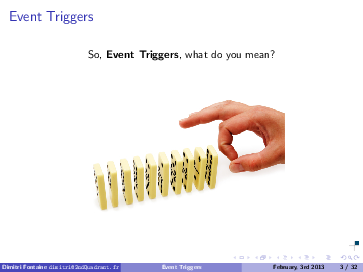 Event Triggers
So, Event Triggers, what do you mean?
Dimitri Fontaine dimitri@2ndQuadrant.fr Event Triggers February, 3rd 2013 3 / 32